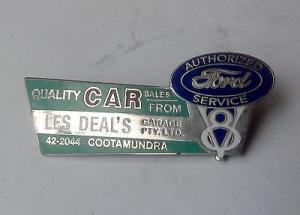 QUALITY CAR SALES FROM
LES DEAL'S GARAGE PTY. LTD.
42-2044 COOTAMUNDRA
AUTHORIZED
Ford
SERVICE
V8